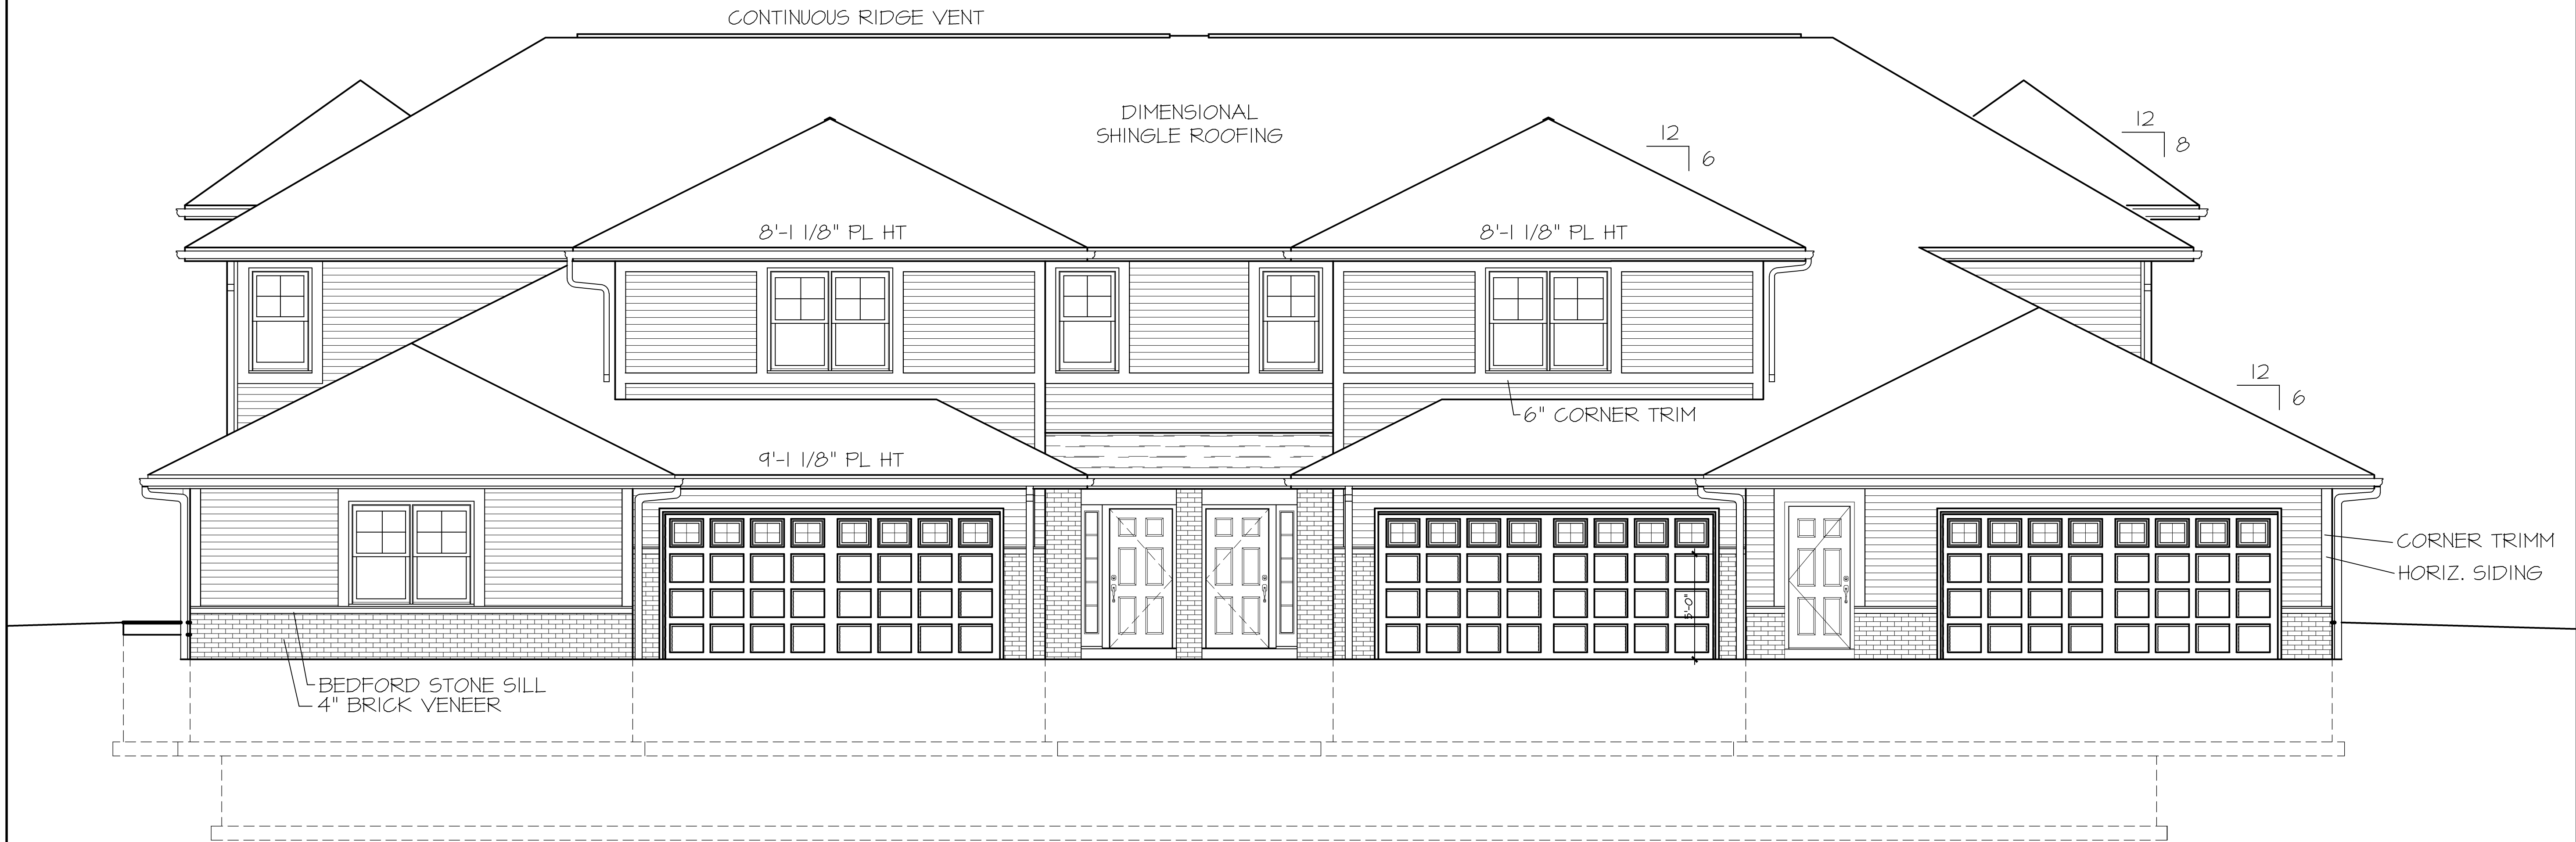 CONTINUOUS RIDGE VENT
DIMENSIONAL
SHINGLE ROOFING
12
6
12
8
8'-1 1/8" PL HT
8'-1 1/8" PL HT
12
6
6" CORNER TRIM
9'-1 1/8" PL HT
CORNER TRIMM
HORIZ. SIDING
5'-0"
BEDFORD STONE SILL
4" BRICK VENEER